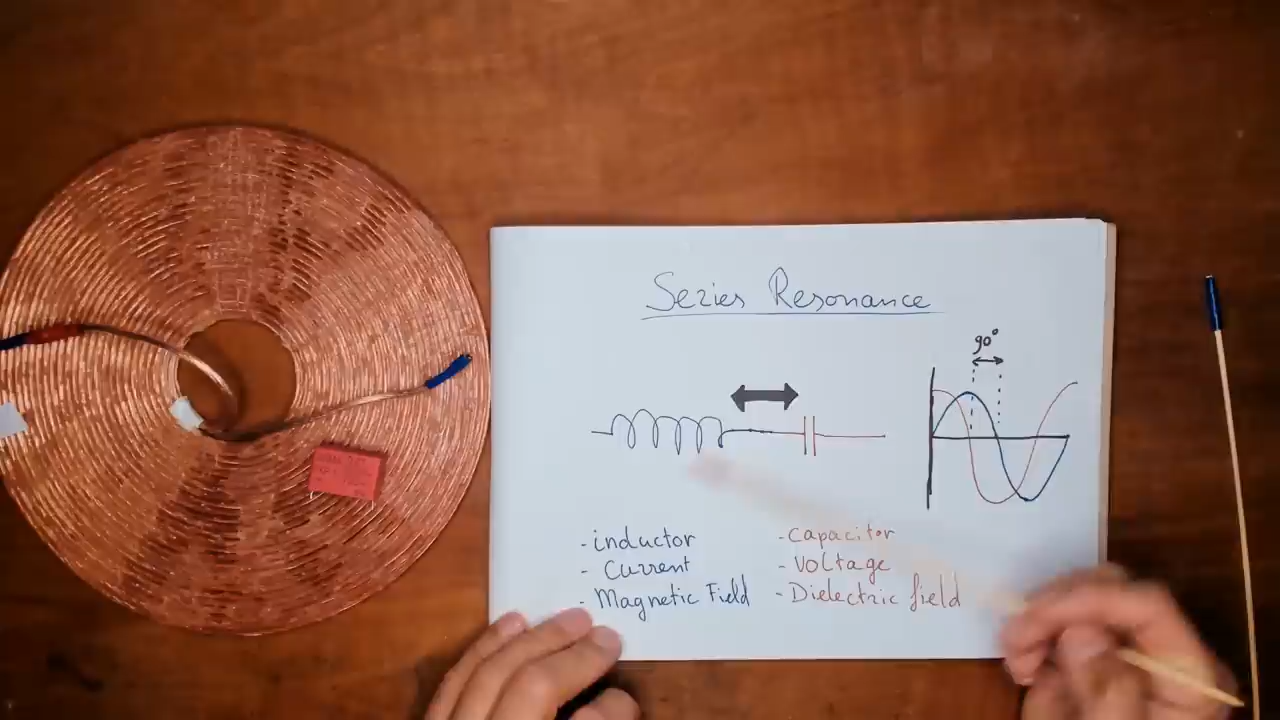 Series Resonance
90°
- inductor
- Current
- Magnetic Field
- Capacitor
- Voltage
- Dielectric field